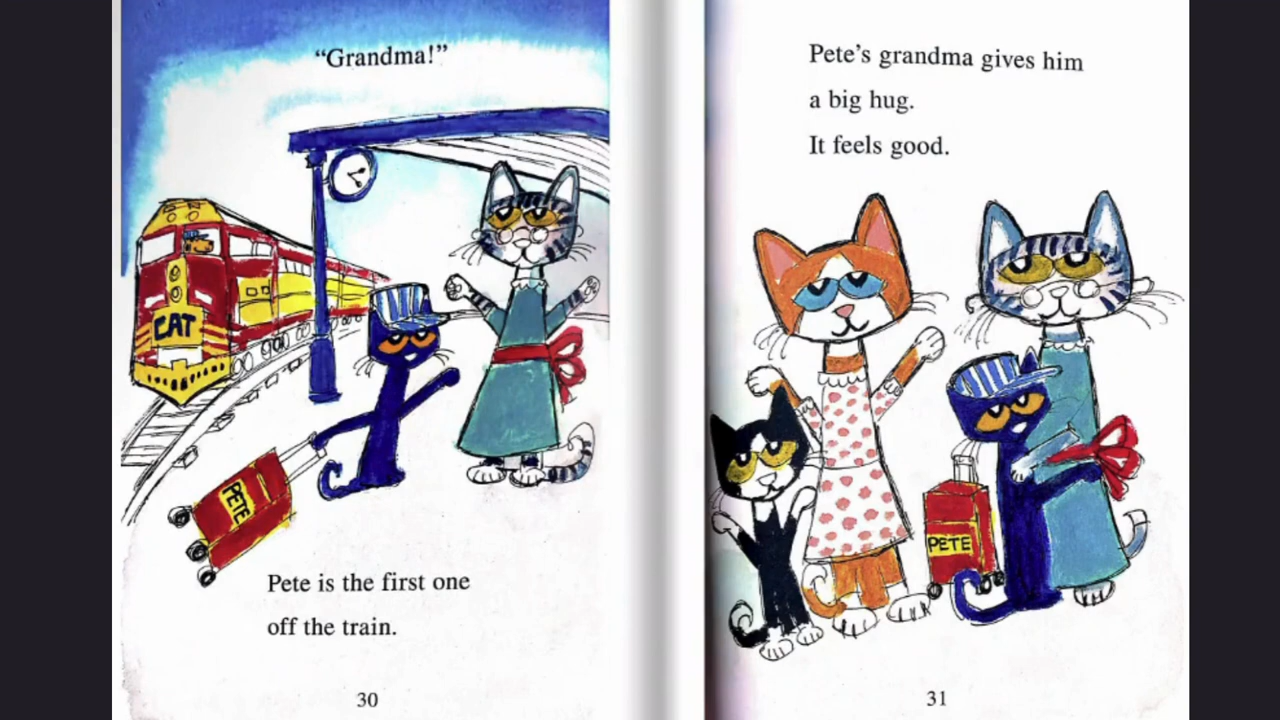 “Grandma!”
CAT
PETE
Pete is the first one
off the train.
30
Pete’s grandma gives him
a big hug.
It feels good.
PETE
31